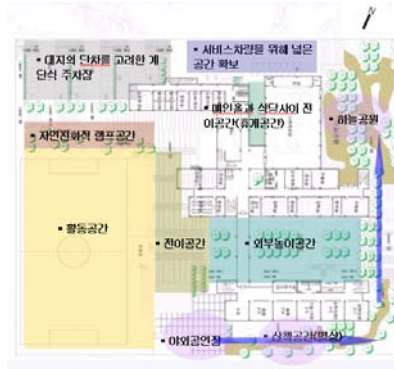 ▪ 대지의 단차를 고려한 계
단식 주차장
▪ 서비스차량을 위해 넓은
공간 확보
▪ 메인홀과 식당사이 전
이공간(휴게공간)
▪ 하늘공원
▪ 자연친화적 램프공간
▪ 활동공간
▪ 전이공간
▪ 외부놀이공간
▪ 야외공연장
▪ 산책공간(명상)